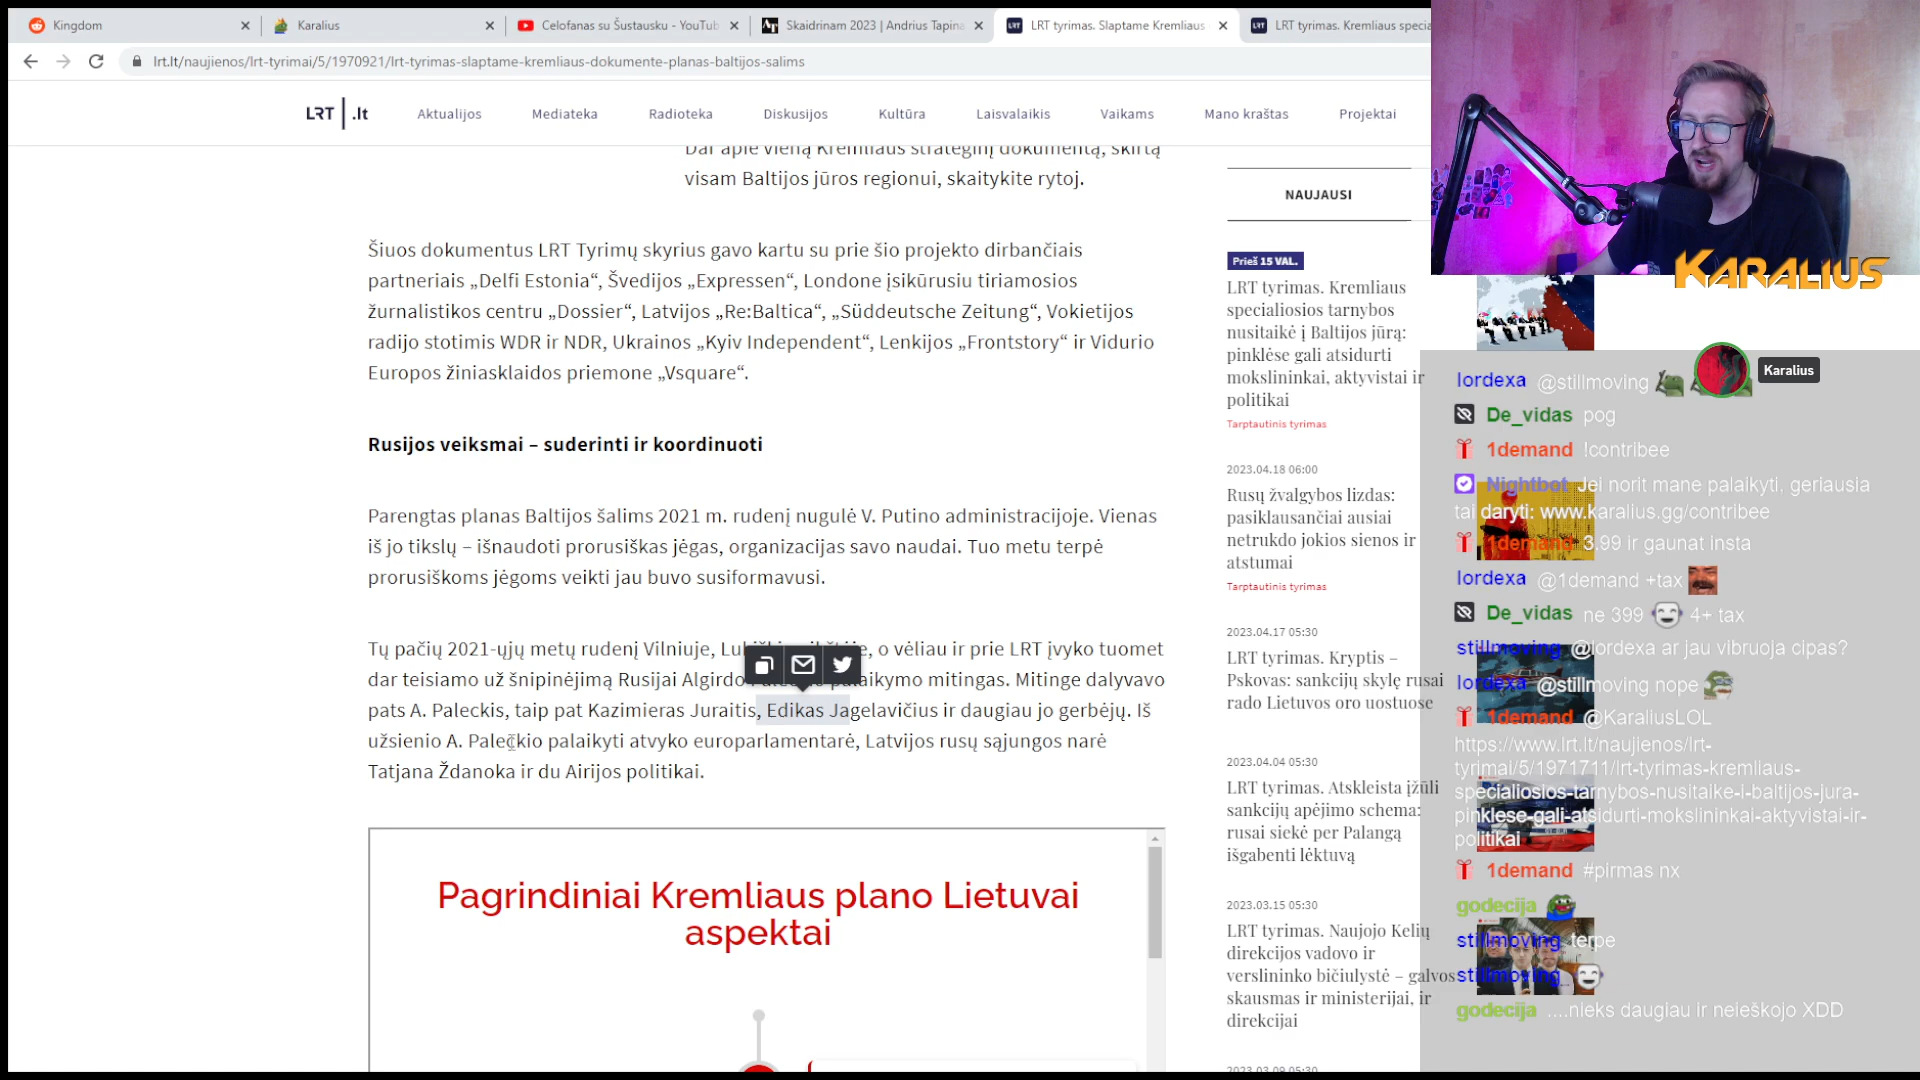 Kingdom
Karalius
Celofanas su Šustausku - YouTub
Skaidrinam 2023 | Andrius Tapina
LRT tyrimas. Slaptame Kremliaus
LRT tyrimas. Kremliaus specia
lrt.lt/naujienos/lrt-tyrimai/5/1970921/lrt-tyrimas-slaptame-kremliaus-dokumente-planas-baltijos-salims
LRT .lt
Aktualijos
Mediateka
Radioteka
Diskusijos
Kultūra
Laisvalaikis
Vaikams
Mano kraštas
Projektai
Dar apie vieną Kremliaus strateginį dokumentą, skirtą
visam Baltijos jūros regionui, skaitykite rytoj.
Šiuos dokumentus LRT Tyrimų skyrius gavo kartu su prie šio projekto dirbančiais
partneriais „Delfi Estonia“, Švedijos „Expressen“, Londone įsikūrusiu tiriamosios
žurnalistikos centru „Dossier“, Latvijos „Re:Baltica“, „Süddeutsche Zeitung“, Vokietijos
radijo stotimis WDR ir NDR, Ukrainos „Kyiv Independent“, Lenkijos „Frontstory“ ir Vidurio
Europos žiniasklaidos priemone „Vsquare“.
Rusijos veiksmai – suderinti ir koordinuoti
Parengtas planas Baltijos šalims 2021 m. rudenį nugulė V. Putino administracijoje. Vienas
iš jo tikslų – išnaudoti prorusiškas jėgas, organizacijas savo naudai. Tuo metu terpė
prorusiškoms jėgoms veikti jau buvo susiformavusi.
Tų pačių 2021-ųjų metų rudenį Vilniuje, o vėliau ir prie LRT įvyko tuomet
dar teisiamo už šnipinėjimą Rusijai Algirdo palaikymo mitingas. Mitinge dalyvavo
pats A. Paleckis, taip pat Kazimieras Juraitis, Edikas Jagelavičius ir daugiau jo gerbėjų. Iš
užsienio A. Paleckio palaikyti atvyko europarlamentarė, Latvijos rusų sąjungos narė
Tatjana Ždanoka ir du Airijos politikai.
Pagrindiniai Kremliaus plano Lietuvai
aspektai
NAUJAUSI
Prieš 15 VAL.
LRT tyrimas. Kremliaus
specialiosios tarnybos
nusitaikė į Baltijos jūrą:
pinklėse gali atsidurti
mokslininkai, aktyvistai ir
politikai
Tarptautinis tyrimas
2023.04.18 06:00
Rusų žvalgybos lizdas:
pasiklausančiai ausiai
netrukdo jokios sienos ir
atstumai
Tarptautinis tyrimas
2023.04.17 05:30
LRT tyrimas. Kryptis –
Pskovas: sankcijų skylę rusai
rado Lietuvos oro uostuose
2023.04.04 05:30
LRT tyrimas. Atskleista įžūli
sankcijų apėjimo schema:
rusai siekė per Palangą
išgabenti lėktuvą
2023.03.15 05:30
LRT tyrimas. Naujojo Kelių
direkcijos vadovo ir
verslininko bičiulystė – galvos
skausmas ir ministerijai, ir
direkcijai
2023.03.09 05:30
KARALIUS
Karalius
lordexa @stillmoving
De_vidas pog
1demand !contribee
Nightbot Jei norit mane palaikyti, geriausia
tai daryti: www.karalius.gg/contribee
1demand 3.99 ir gaunat insta
lordexa @1demand +tax
De_vidas ne 399 4+ tax
stillmoving @lordexa ar jau vibruoja cipas?
lordexa @stillmoving nope
1demand @KaraliusLOL
https://www.lrt.lt/naujienos/lrt-
tyrimai/5/1971711/lrt-tyrimas-kremliaus-
specialiosios-tarnybos-nusitaike-i-baltijos-jura-
pinklese-gali-atsidurti-mokslininkai-aktyvistai-ir-
politikai
1demand #pirmas nx
godecija
stillmoving terpe
stillmoving
godecija ....nieks daugiau ir neieškojo XDD